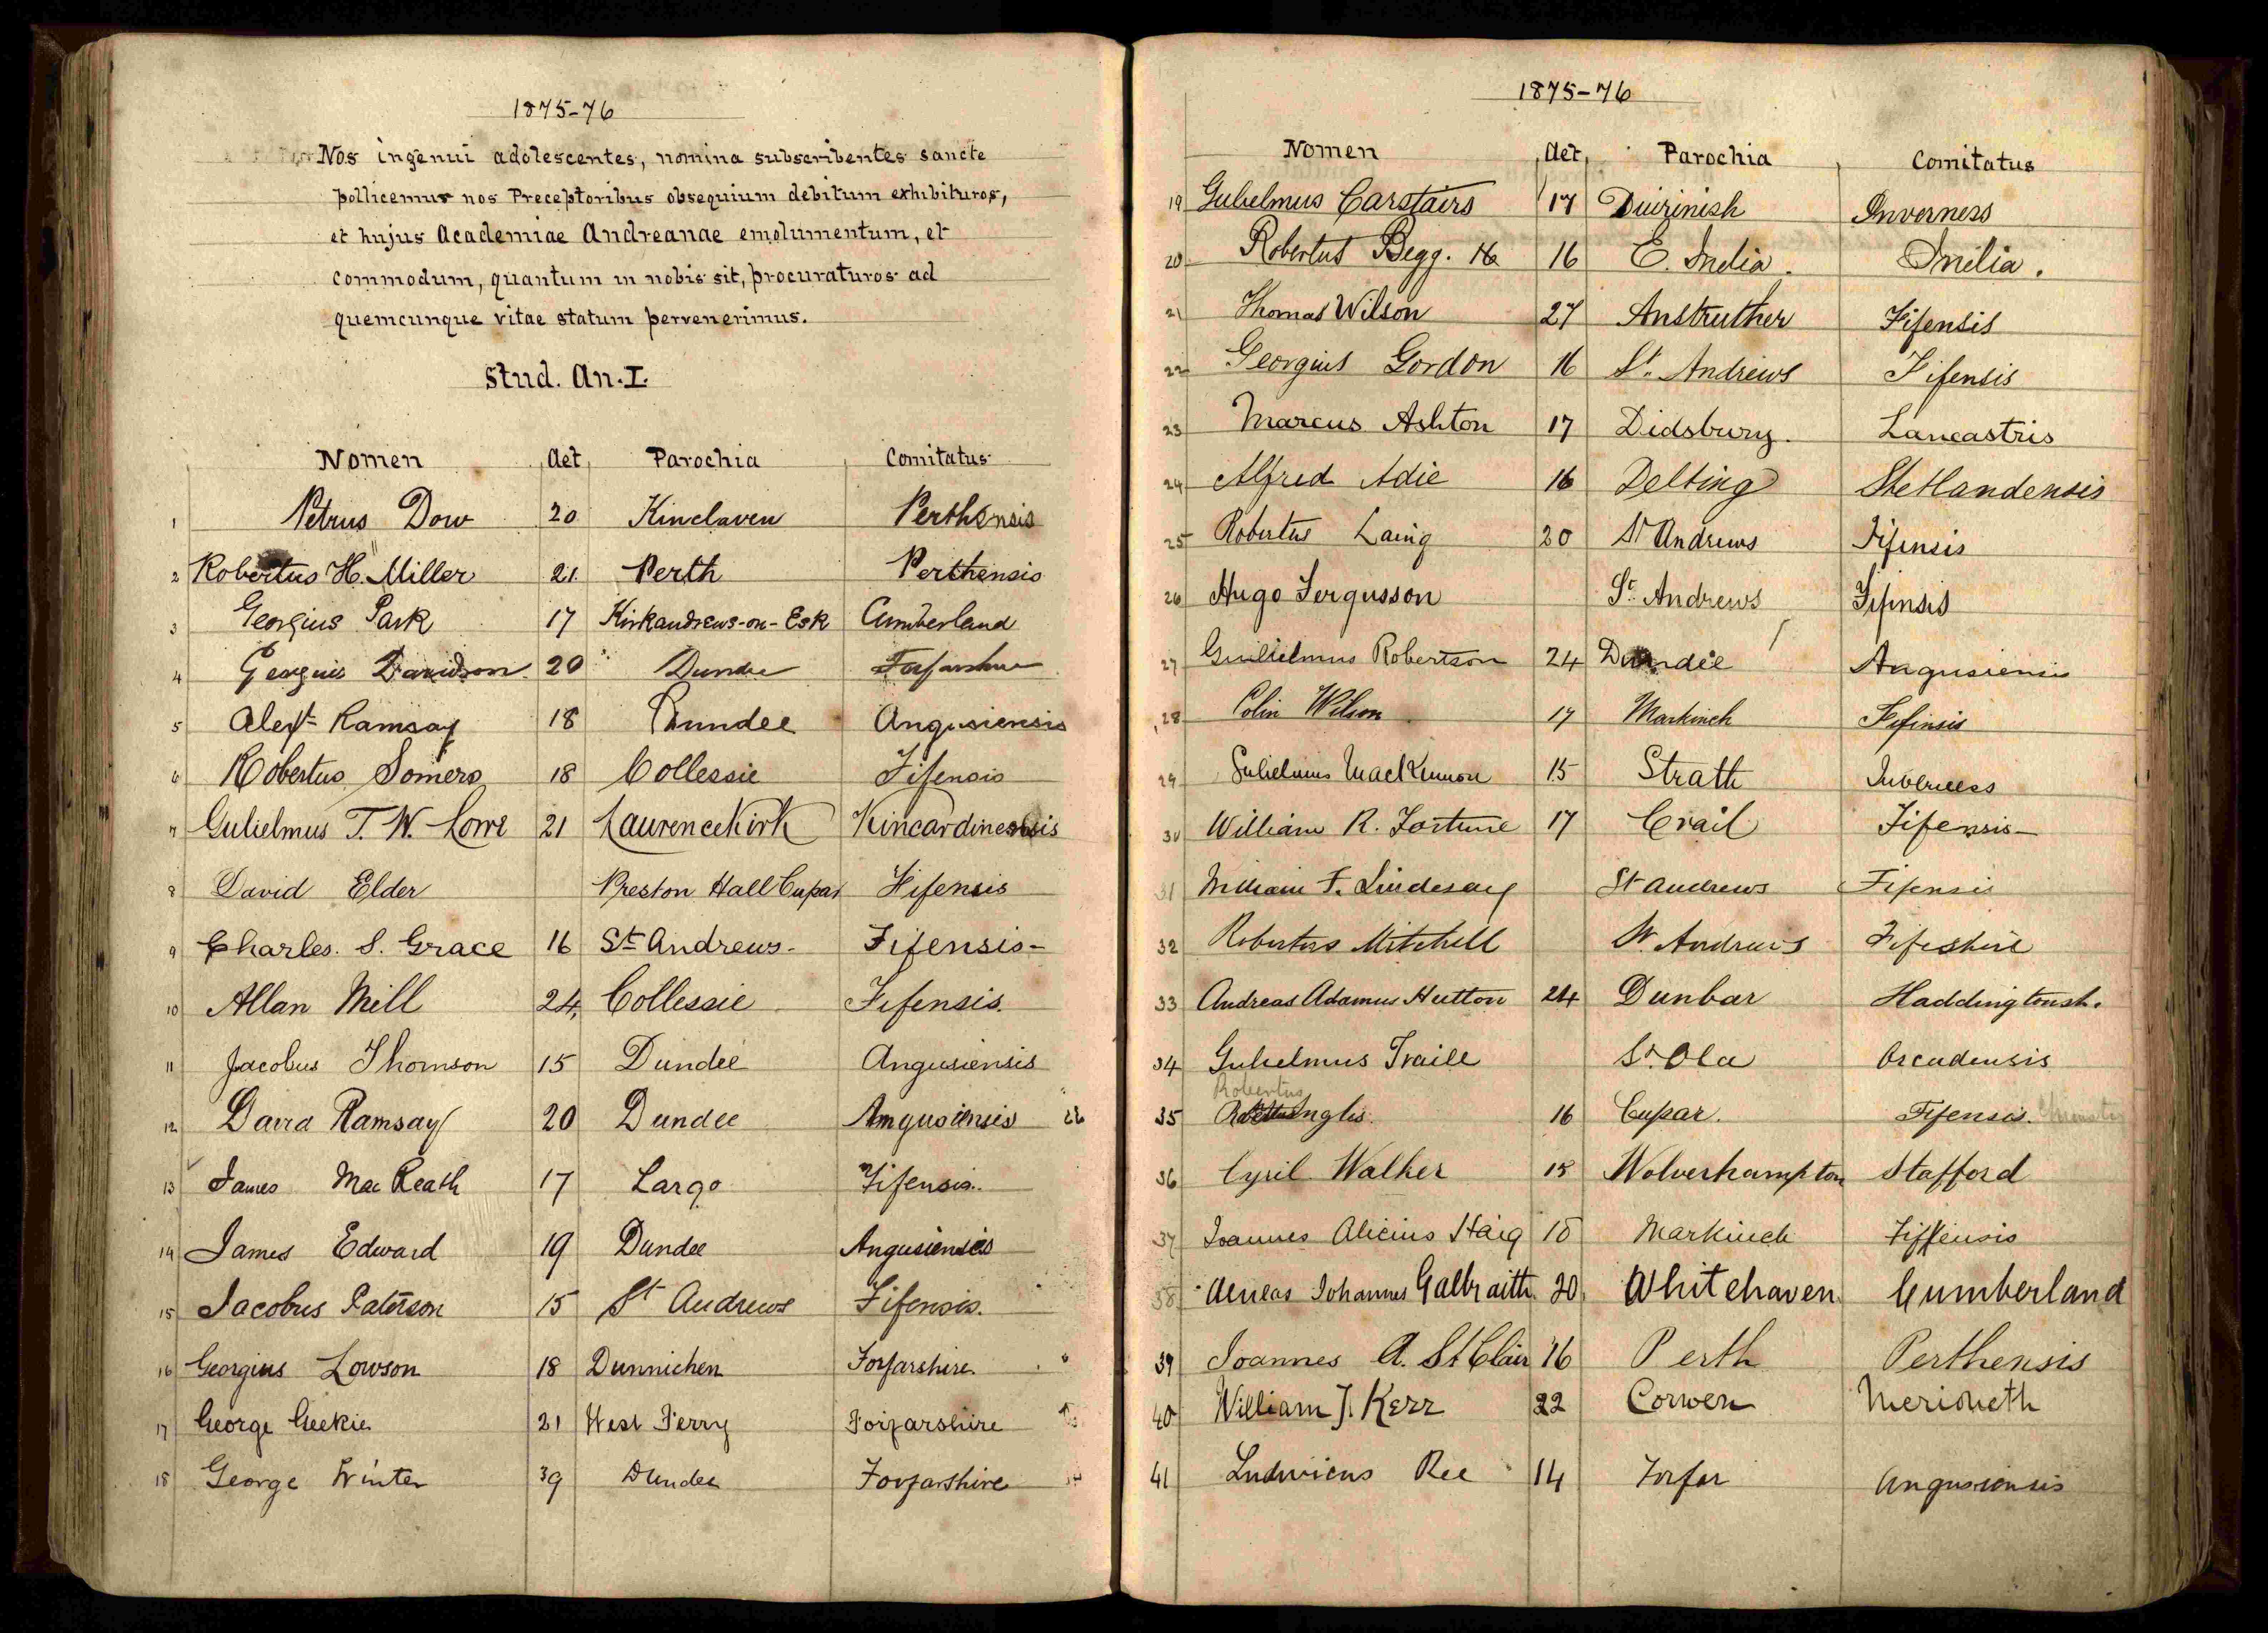 1875-76
Nos ingenui adolescentes, nomina subscribentes sancte
pollicemur nos Preceptoribus obsequium debitum exhibituros,
et hujus Academiae Andreanae emolumentum, et
commodum, quantum in nobis sit, procuraturos ad
quemcunque vitae statum pervenerimus.
Stud. An. I.
Nomen Aet. Parochia Comitatus
1 Petrus Dow 20 Kinclaven Perthensis
2 Robertus H. Miller 21. Perth Perthensis
3 Georgius Park 17 Kirkandrews-on-Esk Cumberland
4 Georgius Davidson 20 Dundee Forfarshire
5 Alexr Ramsay 18 Dundee Angusiensis
6 Robertus Somers 18 Collessie Fifensis
7 Gulielmus T. W. Lowe 21 Laurencekirk Kincardinensis
8 David Elder Preston Hall Cupar Fifensis
9 Charles. S. Grace 16 St Andrews- Fifensis-
10 Allan Mill 24, Collessie Fifensis.
11 Jacobus Thomson 15 Dundee Angusiensis
12 David Ramsay 20 Dundee Angusiensis
13 James MacReath 17 Largo Fifensis.
14 James Edward 19 Dundee Angusiensis
15 Jacobus Paterson 15 St Andrews Fifensis.
16 Georgius Lowson 18 Dunnichen Forfarshire
17 George Geekie 21 West Ferry Forfarshire
18 George Winter 39 Dundee Forfarshire
1875-76
Nomen Aet. Parochia Comitatus
19 Gulielmus Carstairs 17 Duirinish Inverness
20 Robertus Begg. 16 E. India. India.
21 Thomas Wilson 27 Anstruther Fifensis
22 Georgius Gordon 16 St. Andrews Fifensis
23 Marcus Ashton 17 Didsbury. Lancastris
24 Alfred Adie 16 Delting Shetlandensis
25 Robertus Laing 20 St Andrews Fifensis
26 Hugo Fergusson St. Andrews Fifensis
27 Guilielmus Robertson 24 Dundee Angusiensis
28 Colin Wilson 17 Markinch Fifensis
29 Gulielmus MacKinnon 15 Strath Inverness
30 William R. Fortune 17 Crail Fifensis-
31 William F. Lindesay St Andrews Fifensis
32 Robertus Mitchell St. Andrews Fifeshire
33 Andreas Adamus Hutton 24 Dunbar Haddingtonsh.
34 Gulielmus Traill St. Ola Orcadensis
Robertus
35 Inglis. 16 Cupar. Fifensis.
36 Cyril Walker 18 Wolverhampton Stafford
37 Joannes Alicius Haig 18 Markinch Fifensis
38 Aeneas Johannes Galbraith. 20 Whitehaven. Cumberland
39 Joannes A. St Clair 16 Perth Perthensis
40 William J. Kerr 22 Corwen Merioneth
41 Ludovicus Ree 14 Forfar Angusiensis